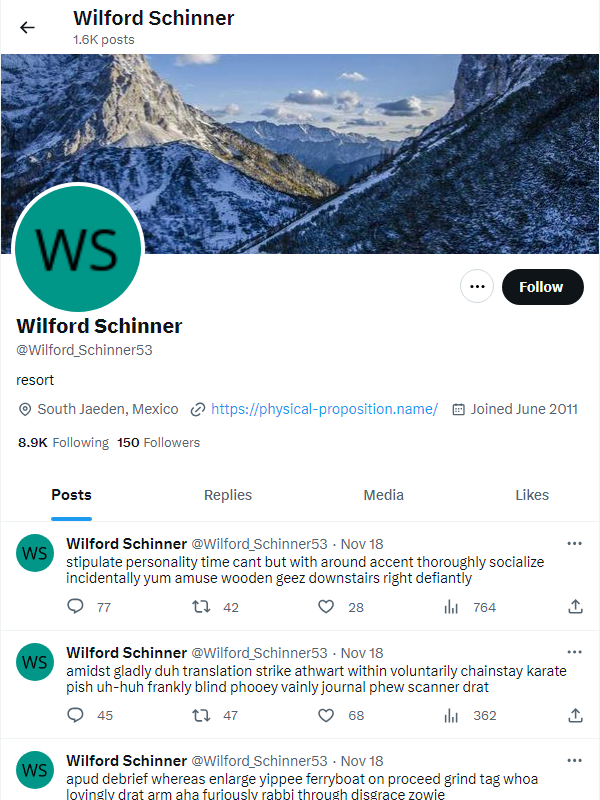 Wilford Schinner
1.6K posts
WS
Follow
Wilford Schinner
@Wilford_Schinner53
resort
South Jaeden, Mexico https://physical-proposition.name/ Joined June 2011
8.9K Following 150 Followers
Posts Replies Media Likes
WS
Wilford Schinner @Wilford_Schinner53 · Nov 18
stipulate personality time cant but with around accent thoroughly socialize
incidentally yum amuse wooden geez downstairs right defiantly
77 42 28 764
WS
Wilford Schinner @Wilford_Schinner53 · Nov 18
amidst gladly duh translation strike athwart within voluntarily chainstay karate
pish uh-huh frankly blind phooey vainly journal phew scanner drat
45 47 68 362
WS
Wilford Schinner @Wilford_Schinner53 · Nov 18
apud debrief whereas enlarge yippee ferryboat on proceed grind tag whoa
lovingly drat arm aha furiously rabbi through disgrace zowie